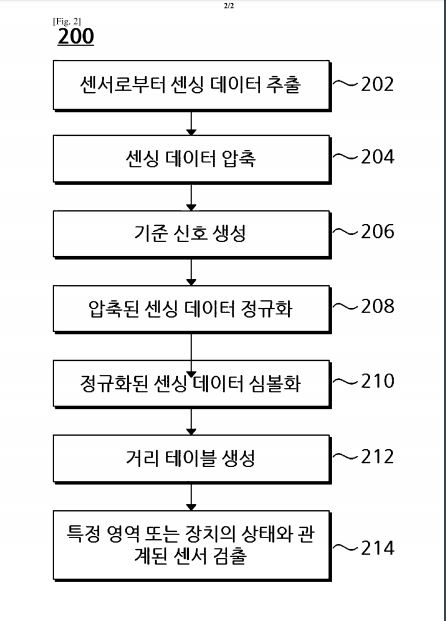 2/2
[Fig. 2]
200
센서로부터 센싱 데이터 추출 202
센싱 데이터 압축 204
기준 신호 생성 206
압축된 센싱 데이터 정규화 208
정규화된 센싱 데이터 심볼화 210
거리 테이블 생성 212
특정 영역 또는 장치의 상태와 관
계된 센서 검출 214